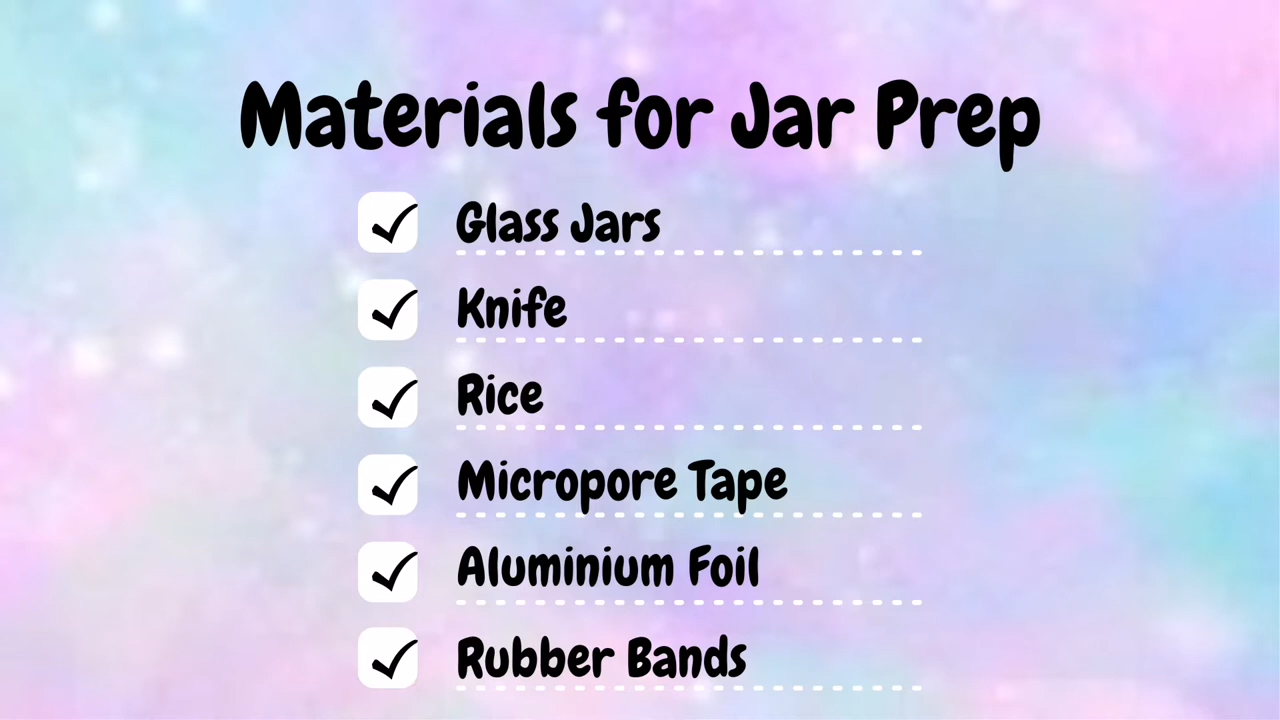 Materials for Jar Prep
Glass Jars
Knife
Rice
Micropore Tape
Aluminium Foil
Rubber Bands